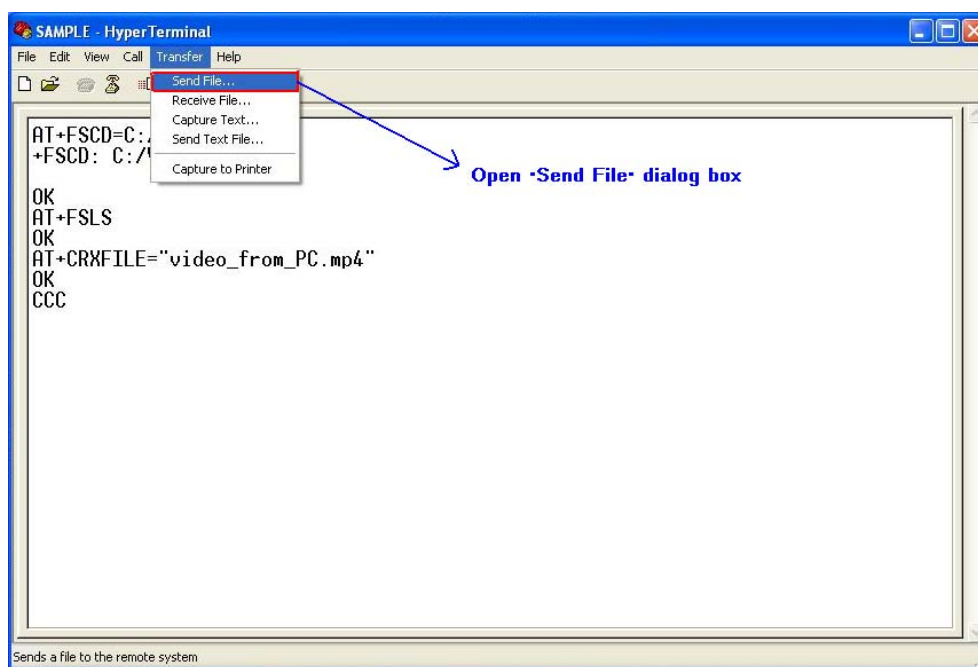 SAMPLE - HyperTerminal
File Edit View Call Transfer Help
Send File...
Receive File...
Capture Text...
Send Text File...
Capture to Printer
Open "Send File" dialog box
AT+FSCD=C:/
+FSCD: C:/
OK
AT+FSLS
OK
AT+CRXFILE="video_from_PC.mp4"
OK
CCC
Sends a file to the remote system